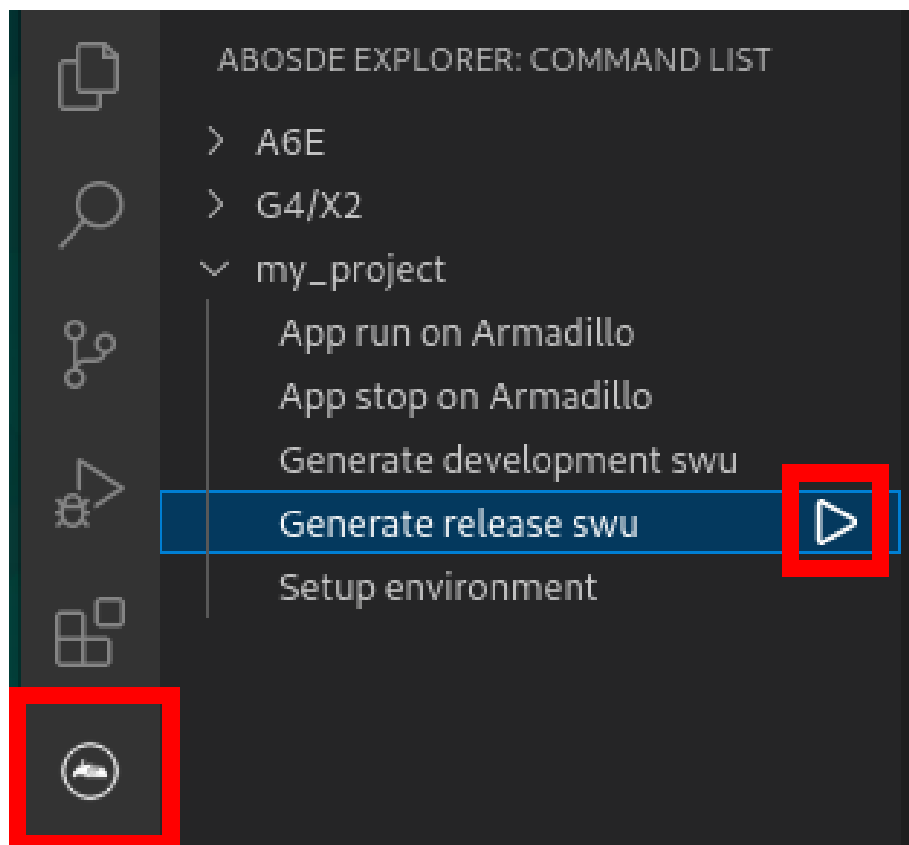 ABOSDE EXPLORER: COMMAND LIST
A6E
G4/X2
my_project
App run on Armadillo
App stop on Armadillo
Generate development swu
Generate release swu
Setup environment